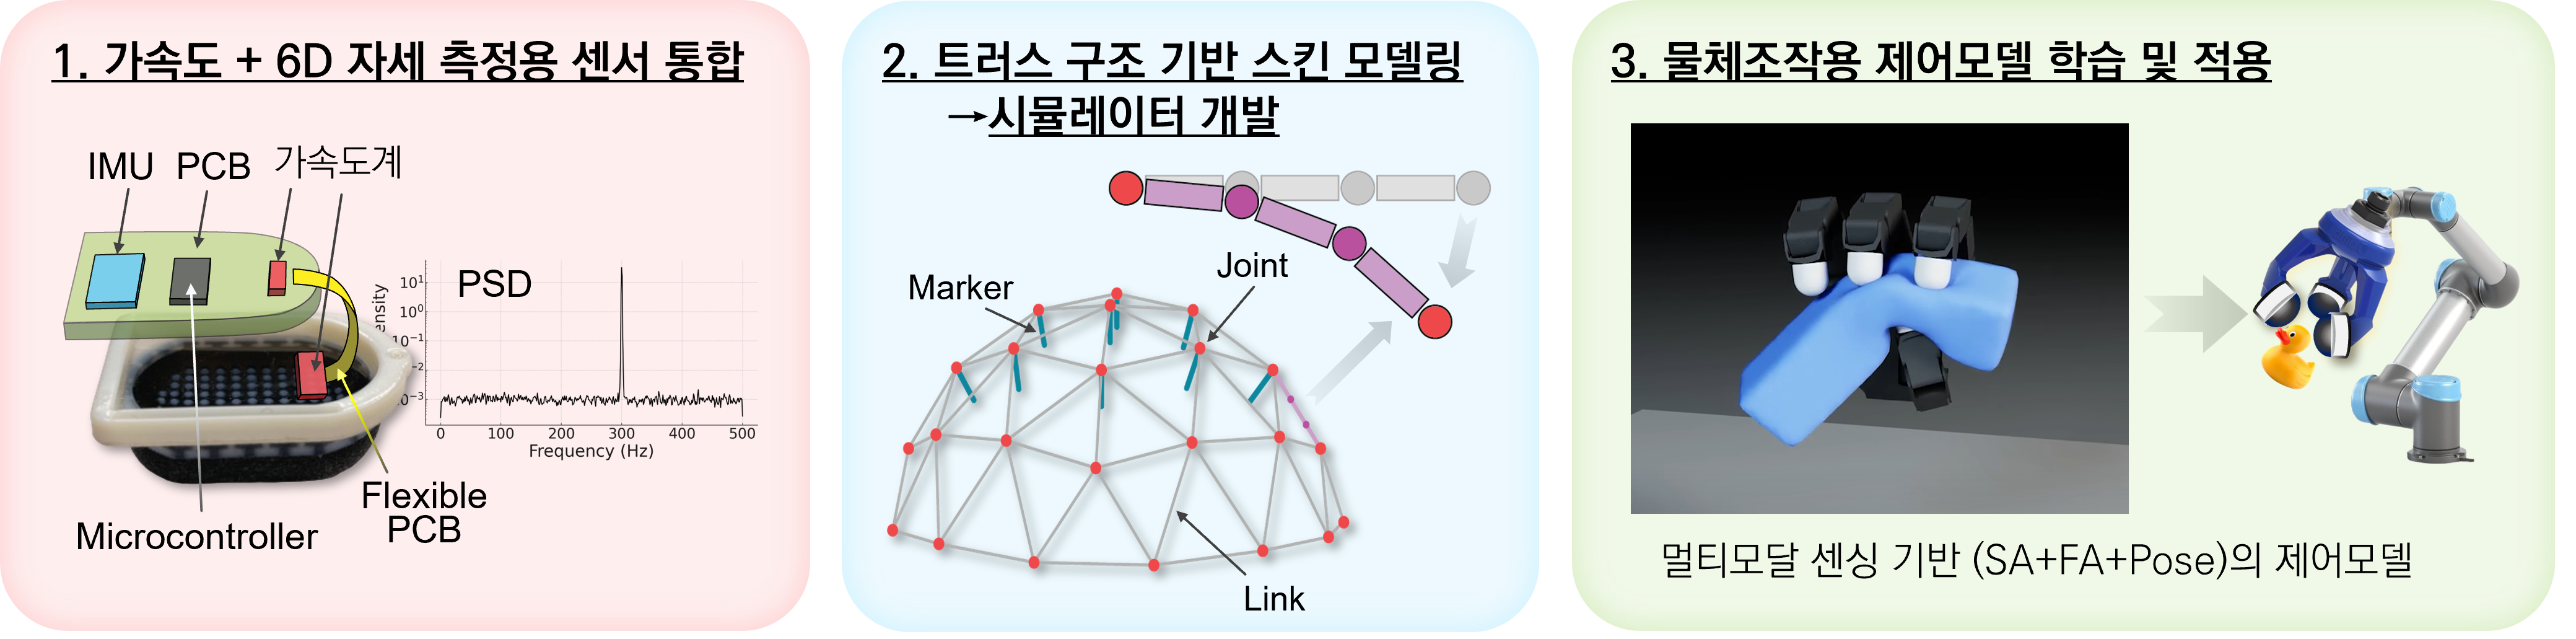 1. 가속도 + 6D 자세 측정용 센서 통합
IMU PCB 가속도계
PSD
ensity
10¹
10⁰
10⁻¹
⁻²
0⁻³
0 100 200 300 400 500
Frequency (Hz)
Flexible
PCB
Microcontroller
2. 트러스 구조 기반 스킨 모델링
→시뮬레이터 개발
Marker
Joint
Link
3. 물체조작용 제어모델 학습 및 적용
멀티모달 센싱 기반 (SA+FA+Pose)의 제어모델